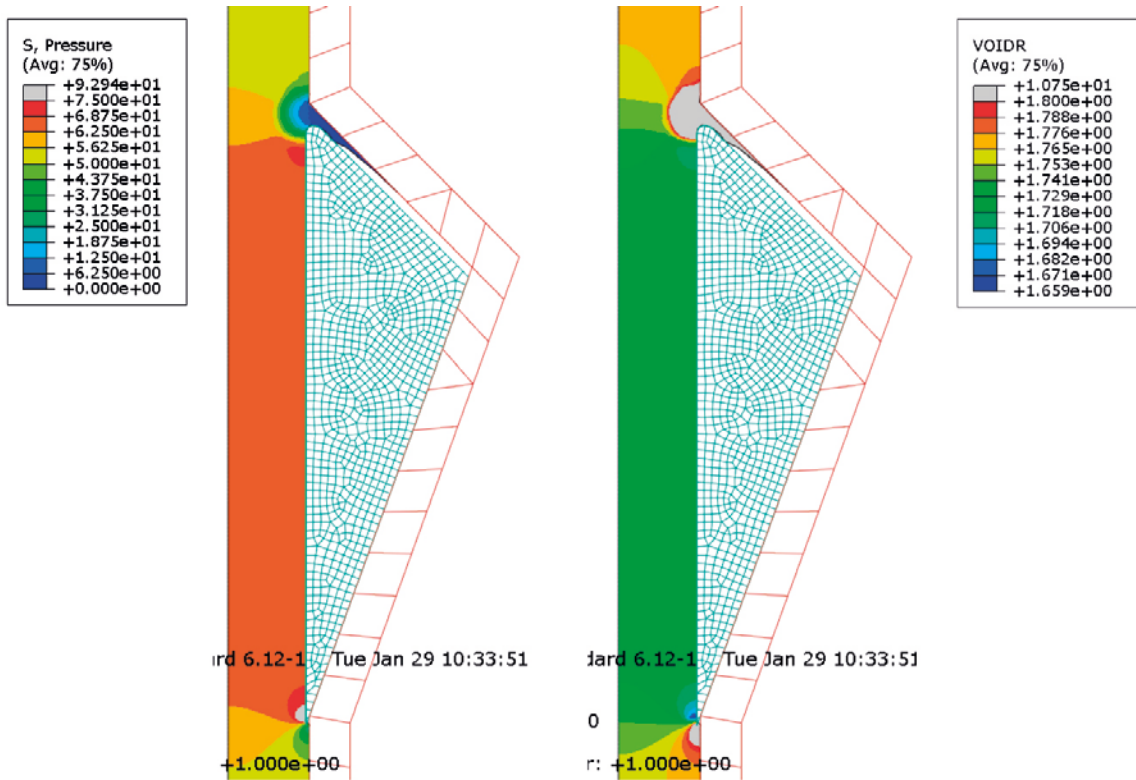 S, Pressure
(Avg: 75%)
+9.294e+01
+7.500e+01
+6.875e+01
+6.250e+01
+5.625e+01
+5.000e+01
+4.375e+01
+3.750e+01
+3.125e+01
+2.500e+01
+1.875e+01
+1.250e+01
+6.250e+00
+0.000e+00
VOIDR
(Avg: 75%)
+1.075e+01
+1.800e+00
+1.788e+00
+1.776e+00
+1.765e+00
+1.753e+00
+1.741e+00
+1.729e+00
+1.718e+00
+1.706e+00
+1.694e+00
+1.682e+00
+1.671e+00
+1.659e+00
rd 6.12-1 Tue Jan 29 10:33:51
dard 6.12-1 Tue Jan 29 10:33:51
0
+1.000e+00
r: +1.000e+00